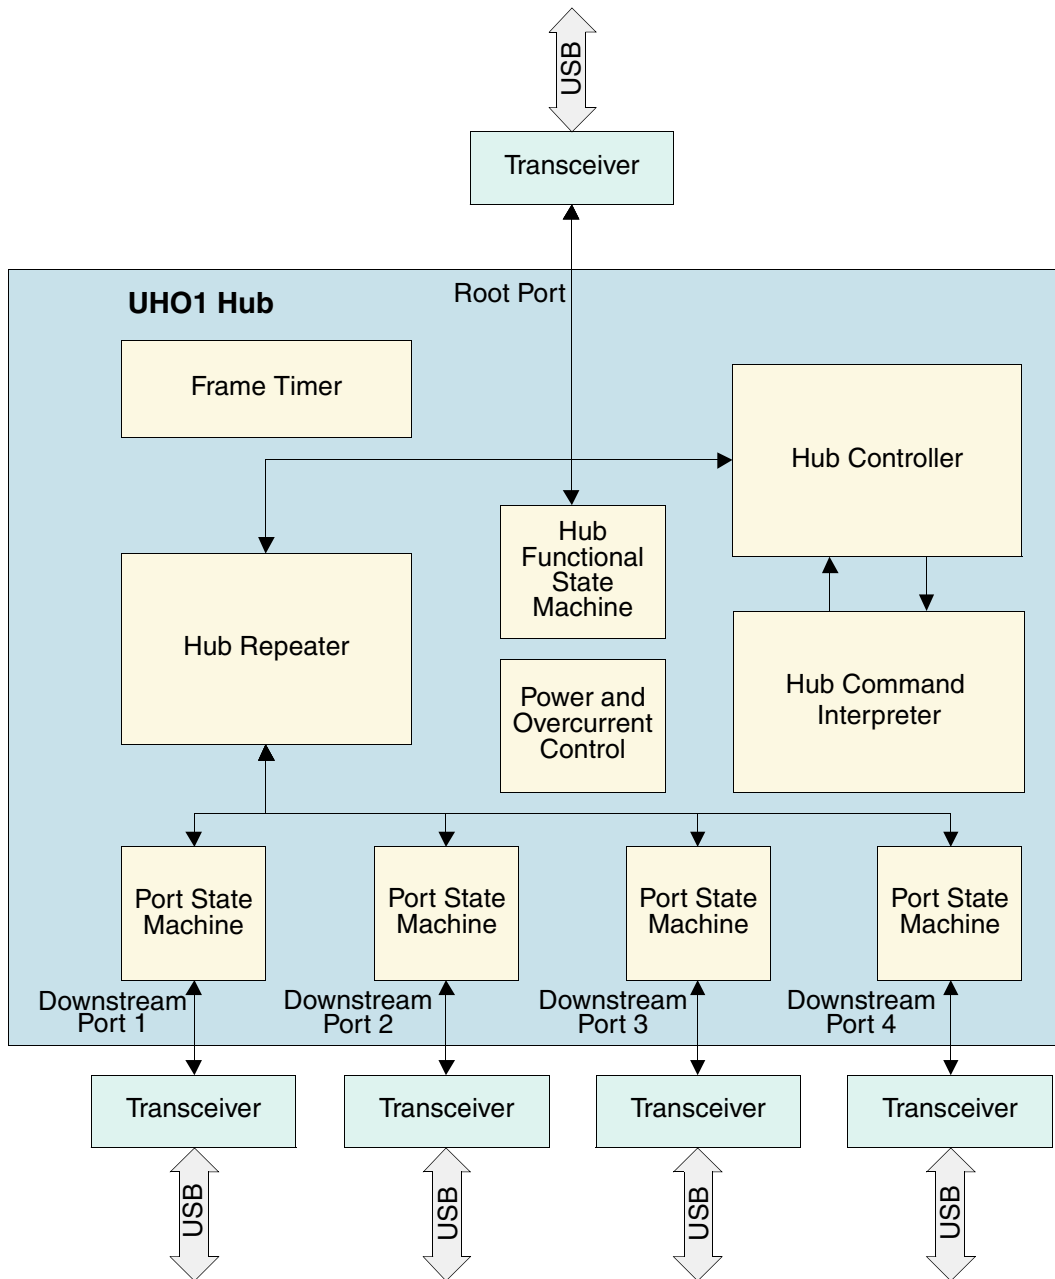 USB
Transceiver
UHO1 Hub
Root Port
Frame Timer
Hub Controller
Hub
Functional
State
Machine
Hub Repeater
Hub Command
Interpreter
Power and
Overcurrent
Control
Port State
Machine
Port State
Machine
Port State
Machine
Port State
Machine
Downstream
Port 1
Downstream
Port 2
Downstream
Port 3
Downstream
Port 4
Transceiver
Transceiver
Transceiver
Transceiver
USB
USB
USB
USB